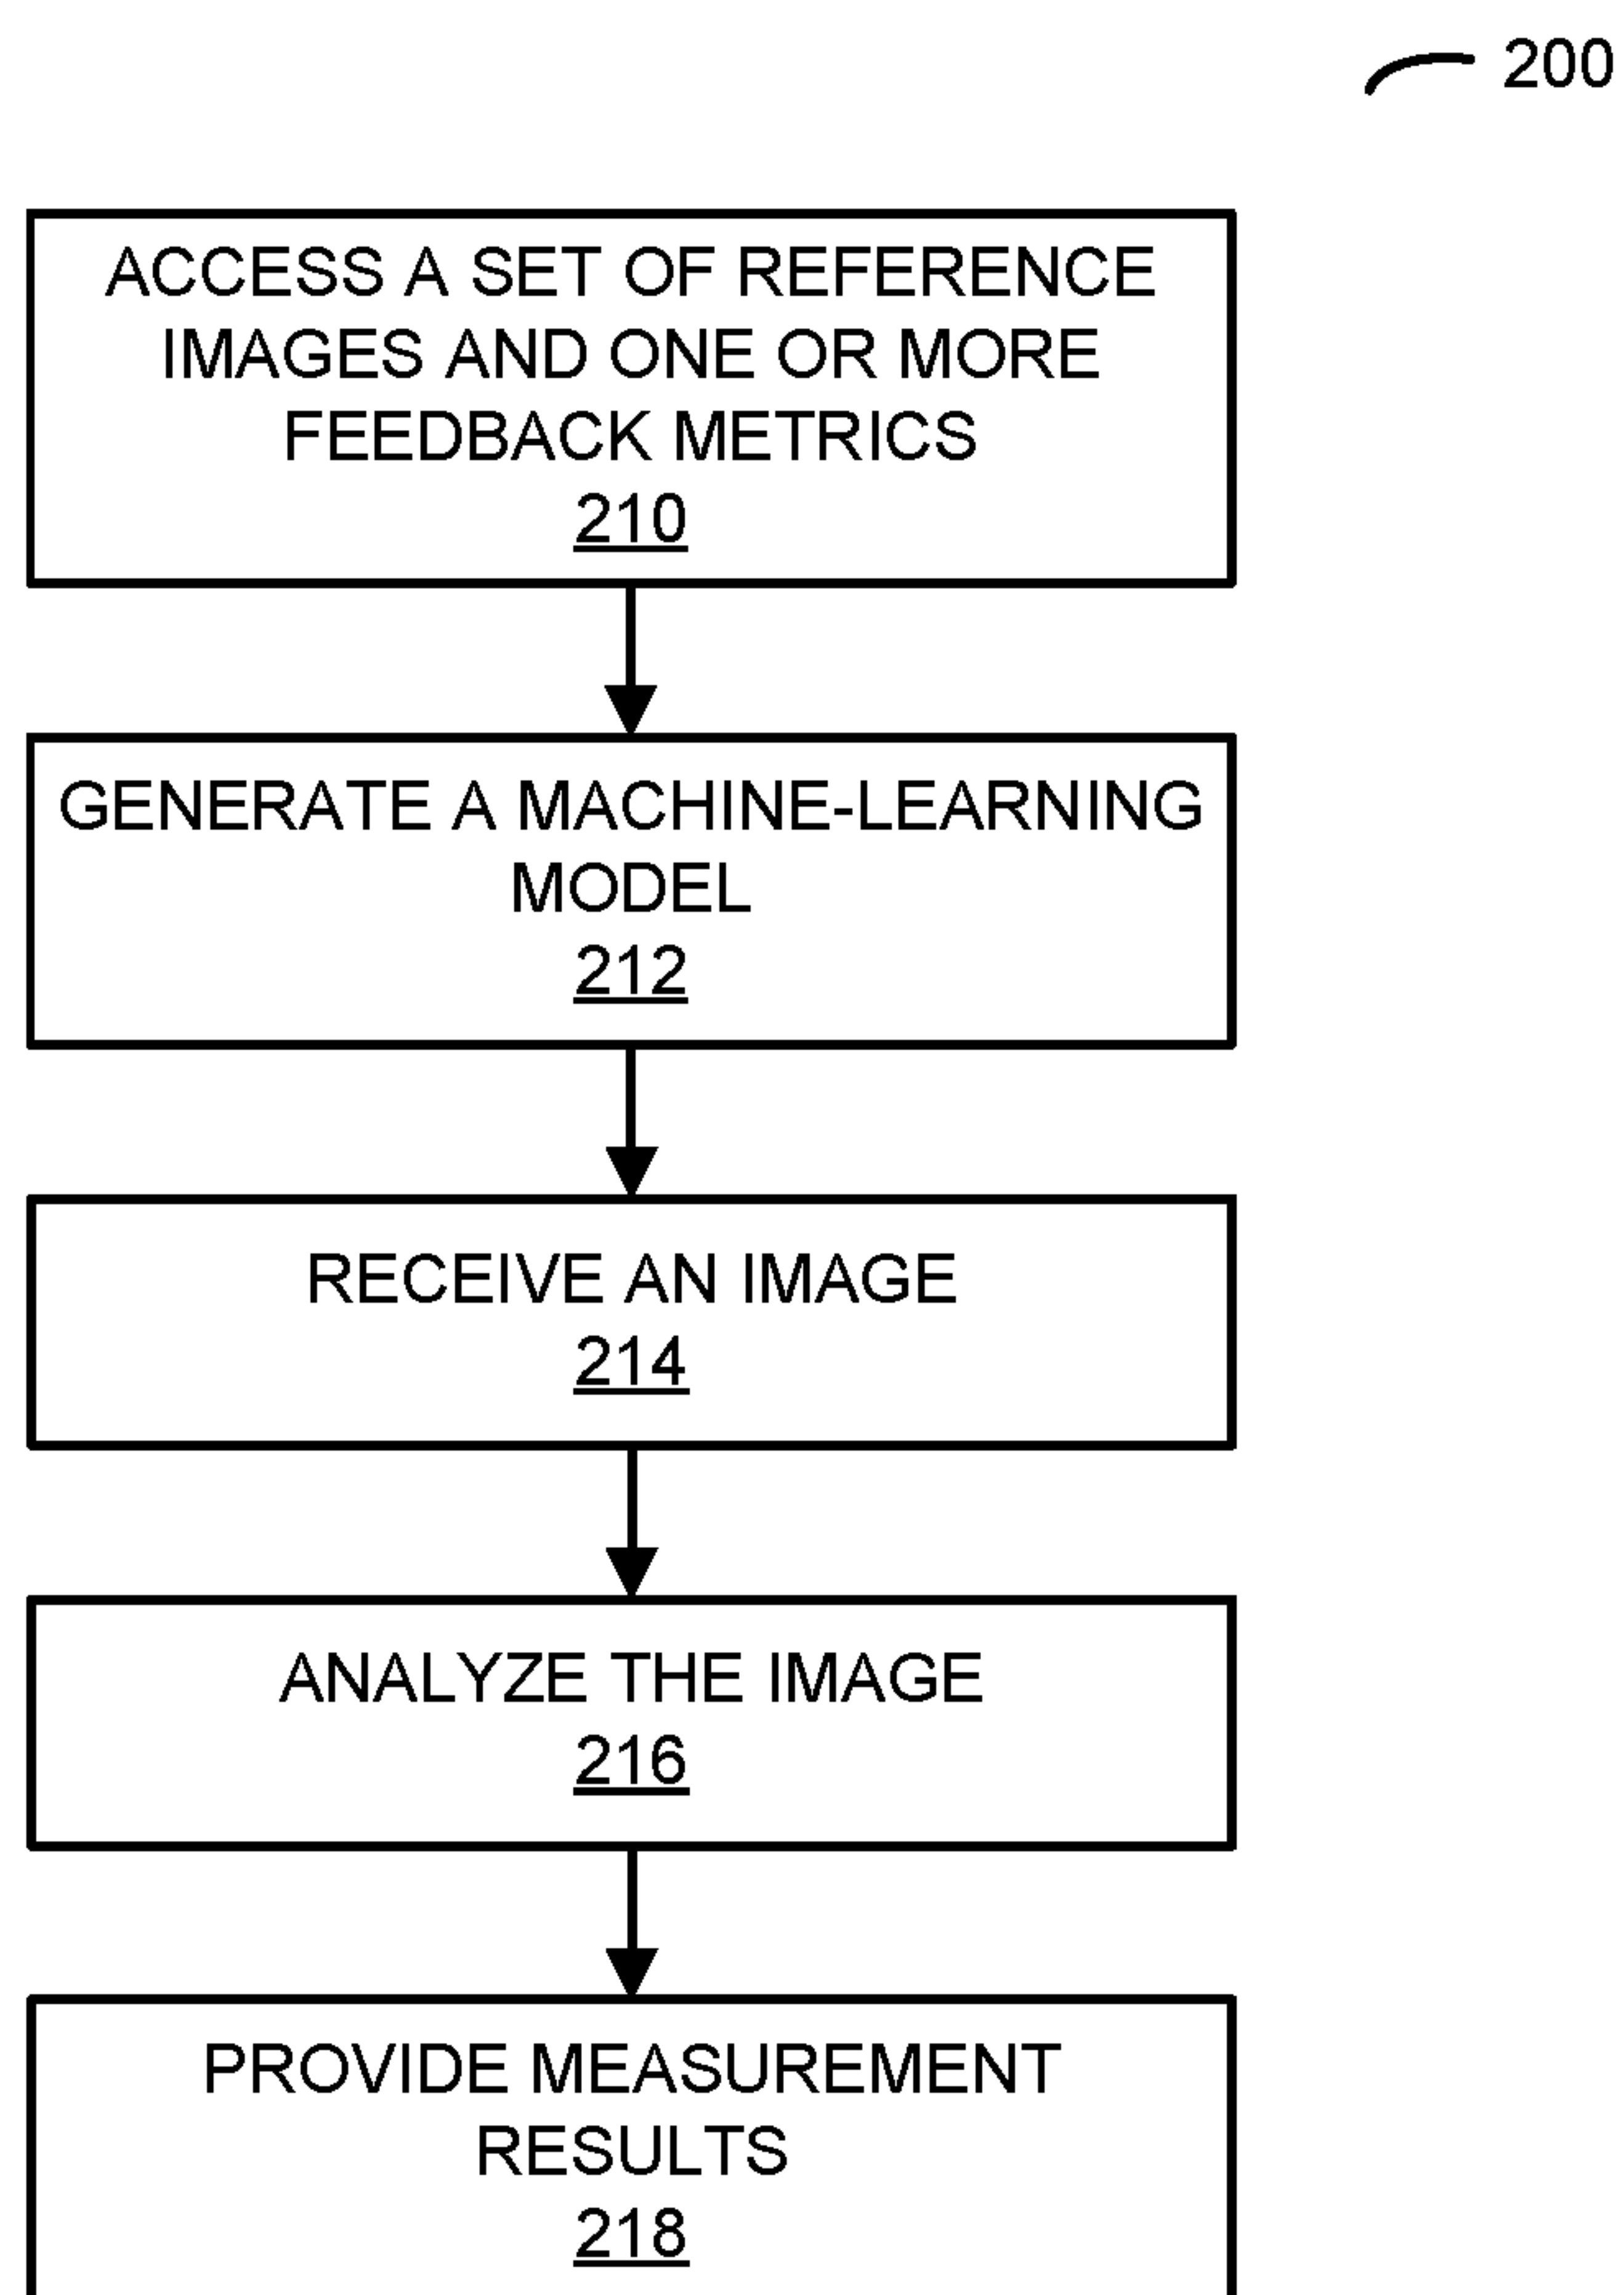 200
ACCESS A SET OF REFERENCE
IMAGES AND ONE OR MORE
FEEDBACK METRICS
210
GENERATE A MACHINE-LEARNING
MODEL
212
RECEIVE AN IMAGE
214
ANALYZE THE IMAGE
216
PROVIDE MEASUREMENT
RESULTS
218